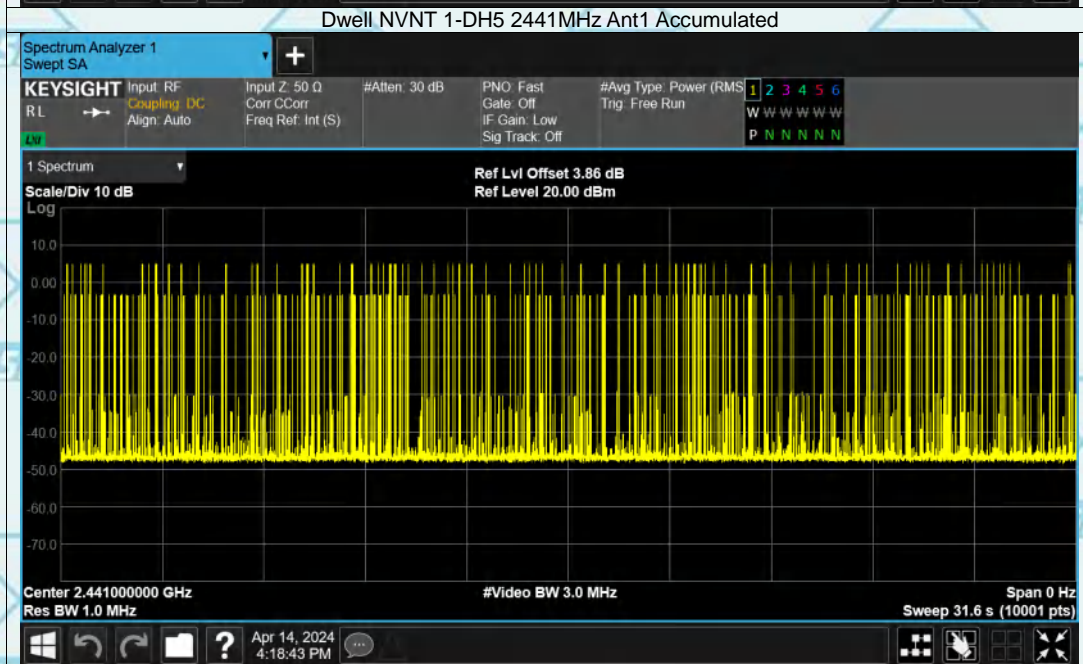 Dwell NVNT 1-DH5 2441MHz Ant1 Accumulated
Spectrum Analyzer 1
Swept SA
+
KEYSIGHT Input: RF Input Z: 50 Ω #Atten: 30 dB PNO: Fast #Avg Type: Power (RMS 1 2 3 4 5 6
RL Coupling: DC Corr CCorr Gate: Off Trig: Free Run W W W W W W
Align: Auto Freq Ref: Int (S) IF Gain: Low
LXI Sig Track: Off P N N N N N
1 Spectrum
Ref Lvl Offset 3.86 dB
Scale/Div 10 dB Ref Level 20.00 dBm
Log
10.0
0.00
-10.0
-20.0
-30.0
-40.0
-50.0
-60.0
-70.0
Center 2.441000000 GHz #Video BW 3.0 MHz Span 0 Hz
Res BW 1.0 MHz Sweep 31.6 s (10001 pts)
? Apr 14, 2024
4:18:43 PM